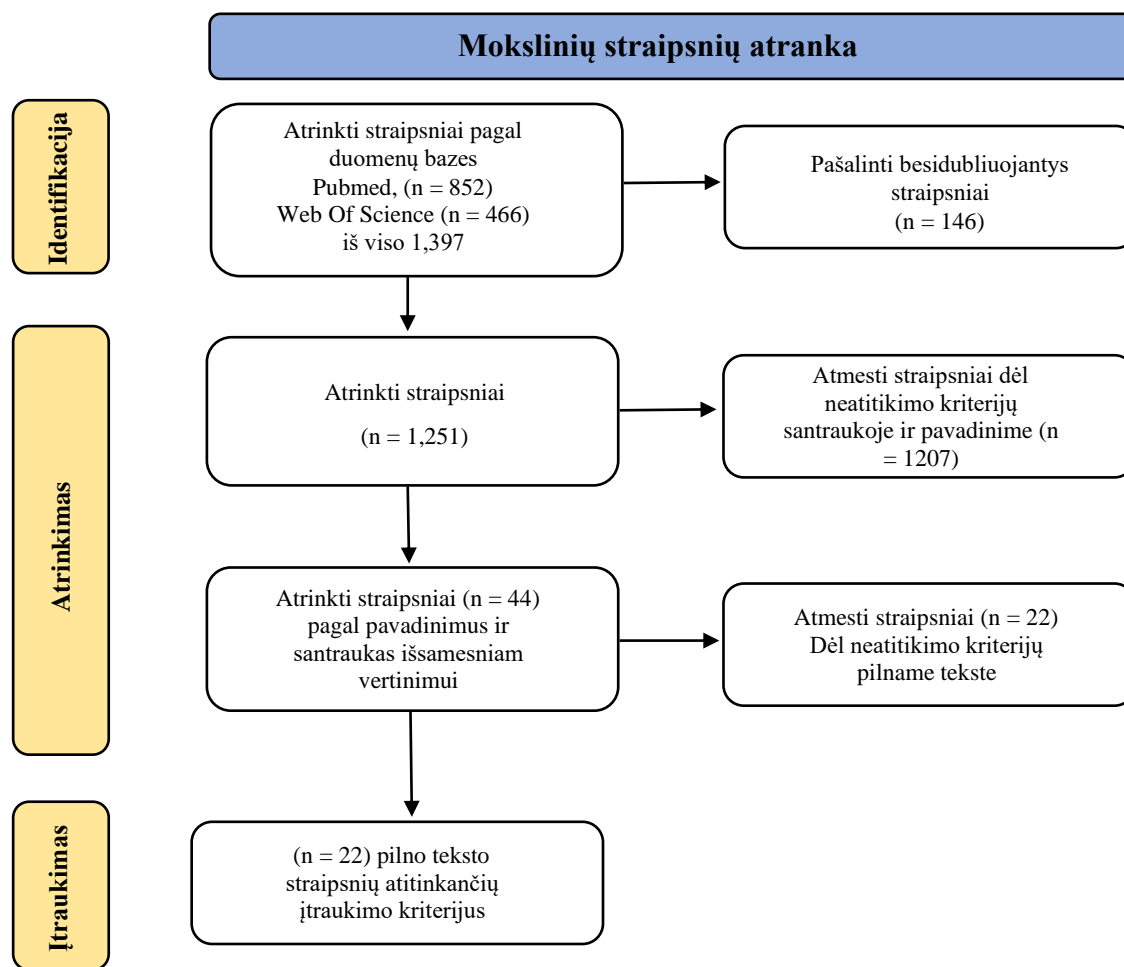 Mokslinių straipsnių atranka
Identifikacija
Atrinkti straipsniai pagal
duomenų bazes
Pubmed, (n = 852)
Web Of Science (n = 466)
iš viso 1,397
Pašalinti besidubliuojantys
straipsniai
(n = 146)
Atrinkimas
Atrinkti straipsniai
(n = 1,251)
Atmesti straipsniai dėl
neatitikimo kriterijų
santraukoje ir pavadinime (n
= 1207)
Atrinkti straipsniai (n = 44)
pagal pavadinimus ir
santraukas išsamesniam
vertinimui
Atmesti straipsniai (n = 22)
Dėl neatitikimo kriterijų
pilname tekste
Įtraukimas
(n = 22) pilno teksto
straipsnių atitinkančių
įtraukimo kriterijus